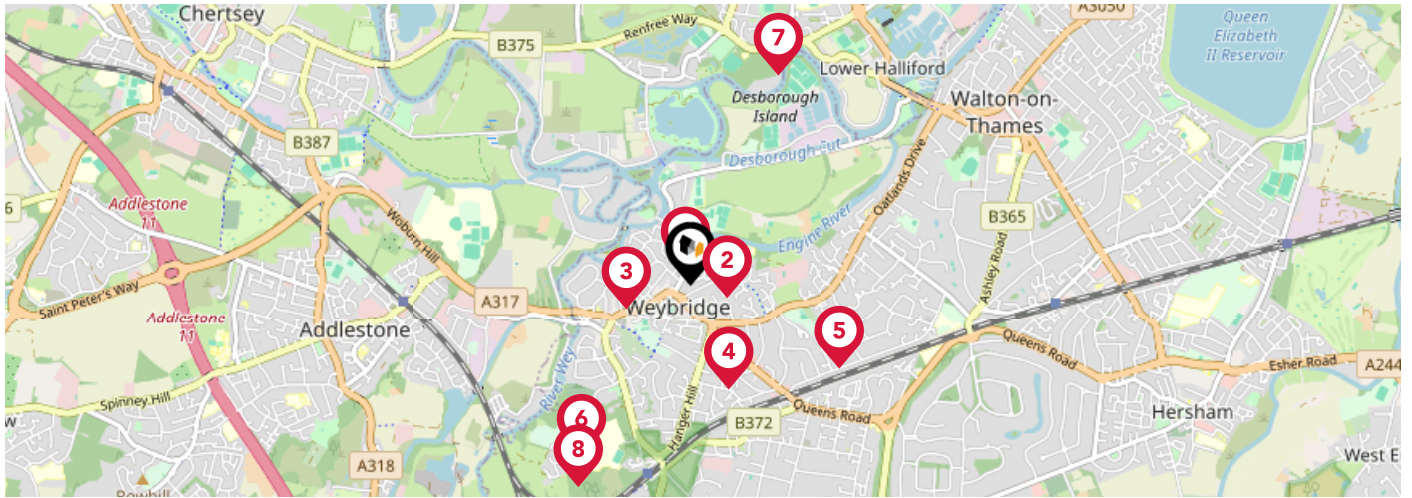 Chertsey
Renfree Way
A3050
Queen
Elizabeth
II Reservoir
B375
7
Lower Halliford
Desborough
Island
Walton-on-
Thames
B387
Desborough Cut
Oatlands Drive
Addlestone
11
6
Woburn Hill
B365
Engine River
2
3
Ashley Road
Saint Peter's Way
A317
Weybridge
Addlestone
11
Addlestone
5
4
Queens Road
Esher Road
A244
River Wey
Spinney Hill
Hanger Hill
Queens Road
Hersham
6
B372
w
8
A318
West E
Rowhill